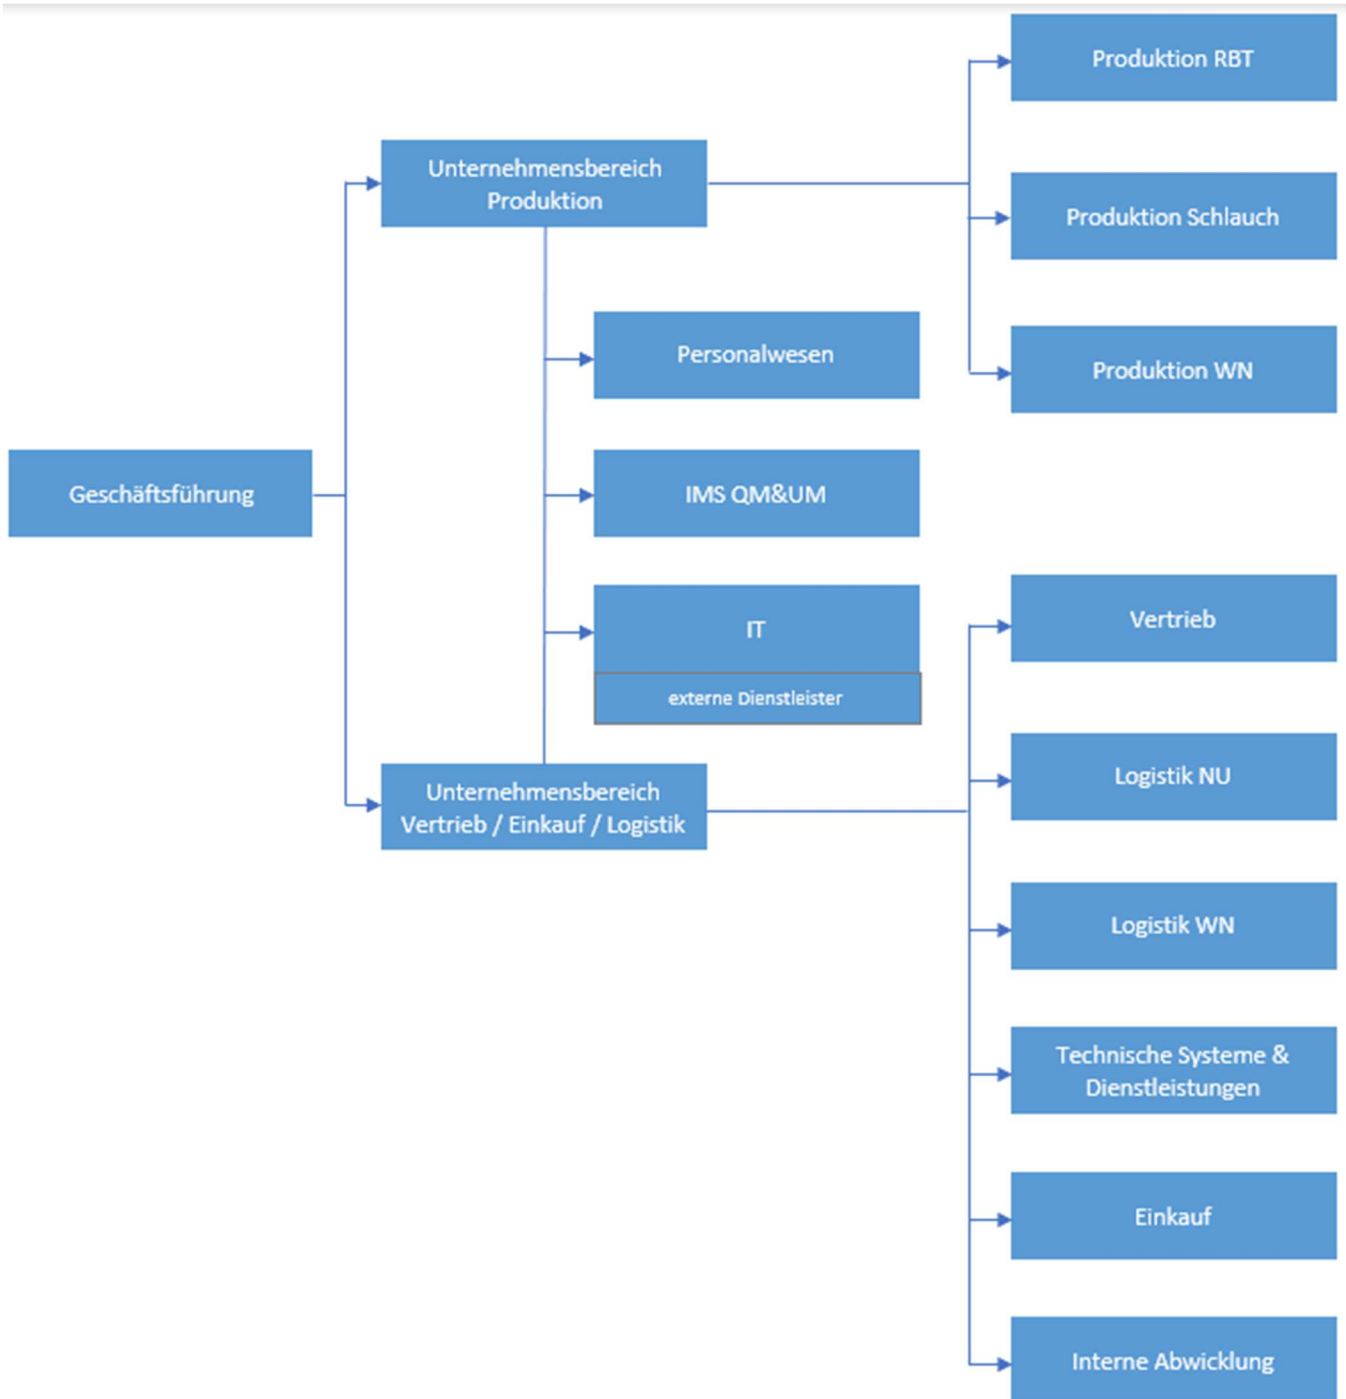 Produktion RBT
Unternehmensbereich
Produktion
Produktion Schlauch
Personalwesen
Produktion WN
Geschäftsführung
IMS QM&UM
IT
externe Dienstleister
Vertrieb
Unternehmensbereich
Vertrieb / Einkauf / Logistik
Logistik NU
Logistik WN
Technische Systeme &
Dienstleistungen
Einkauf
Interne Abwicklung